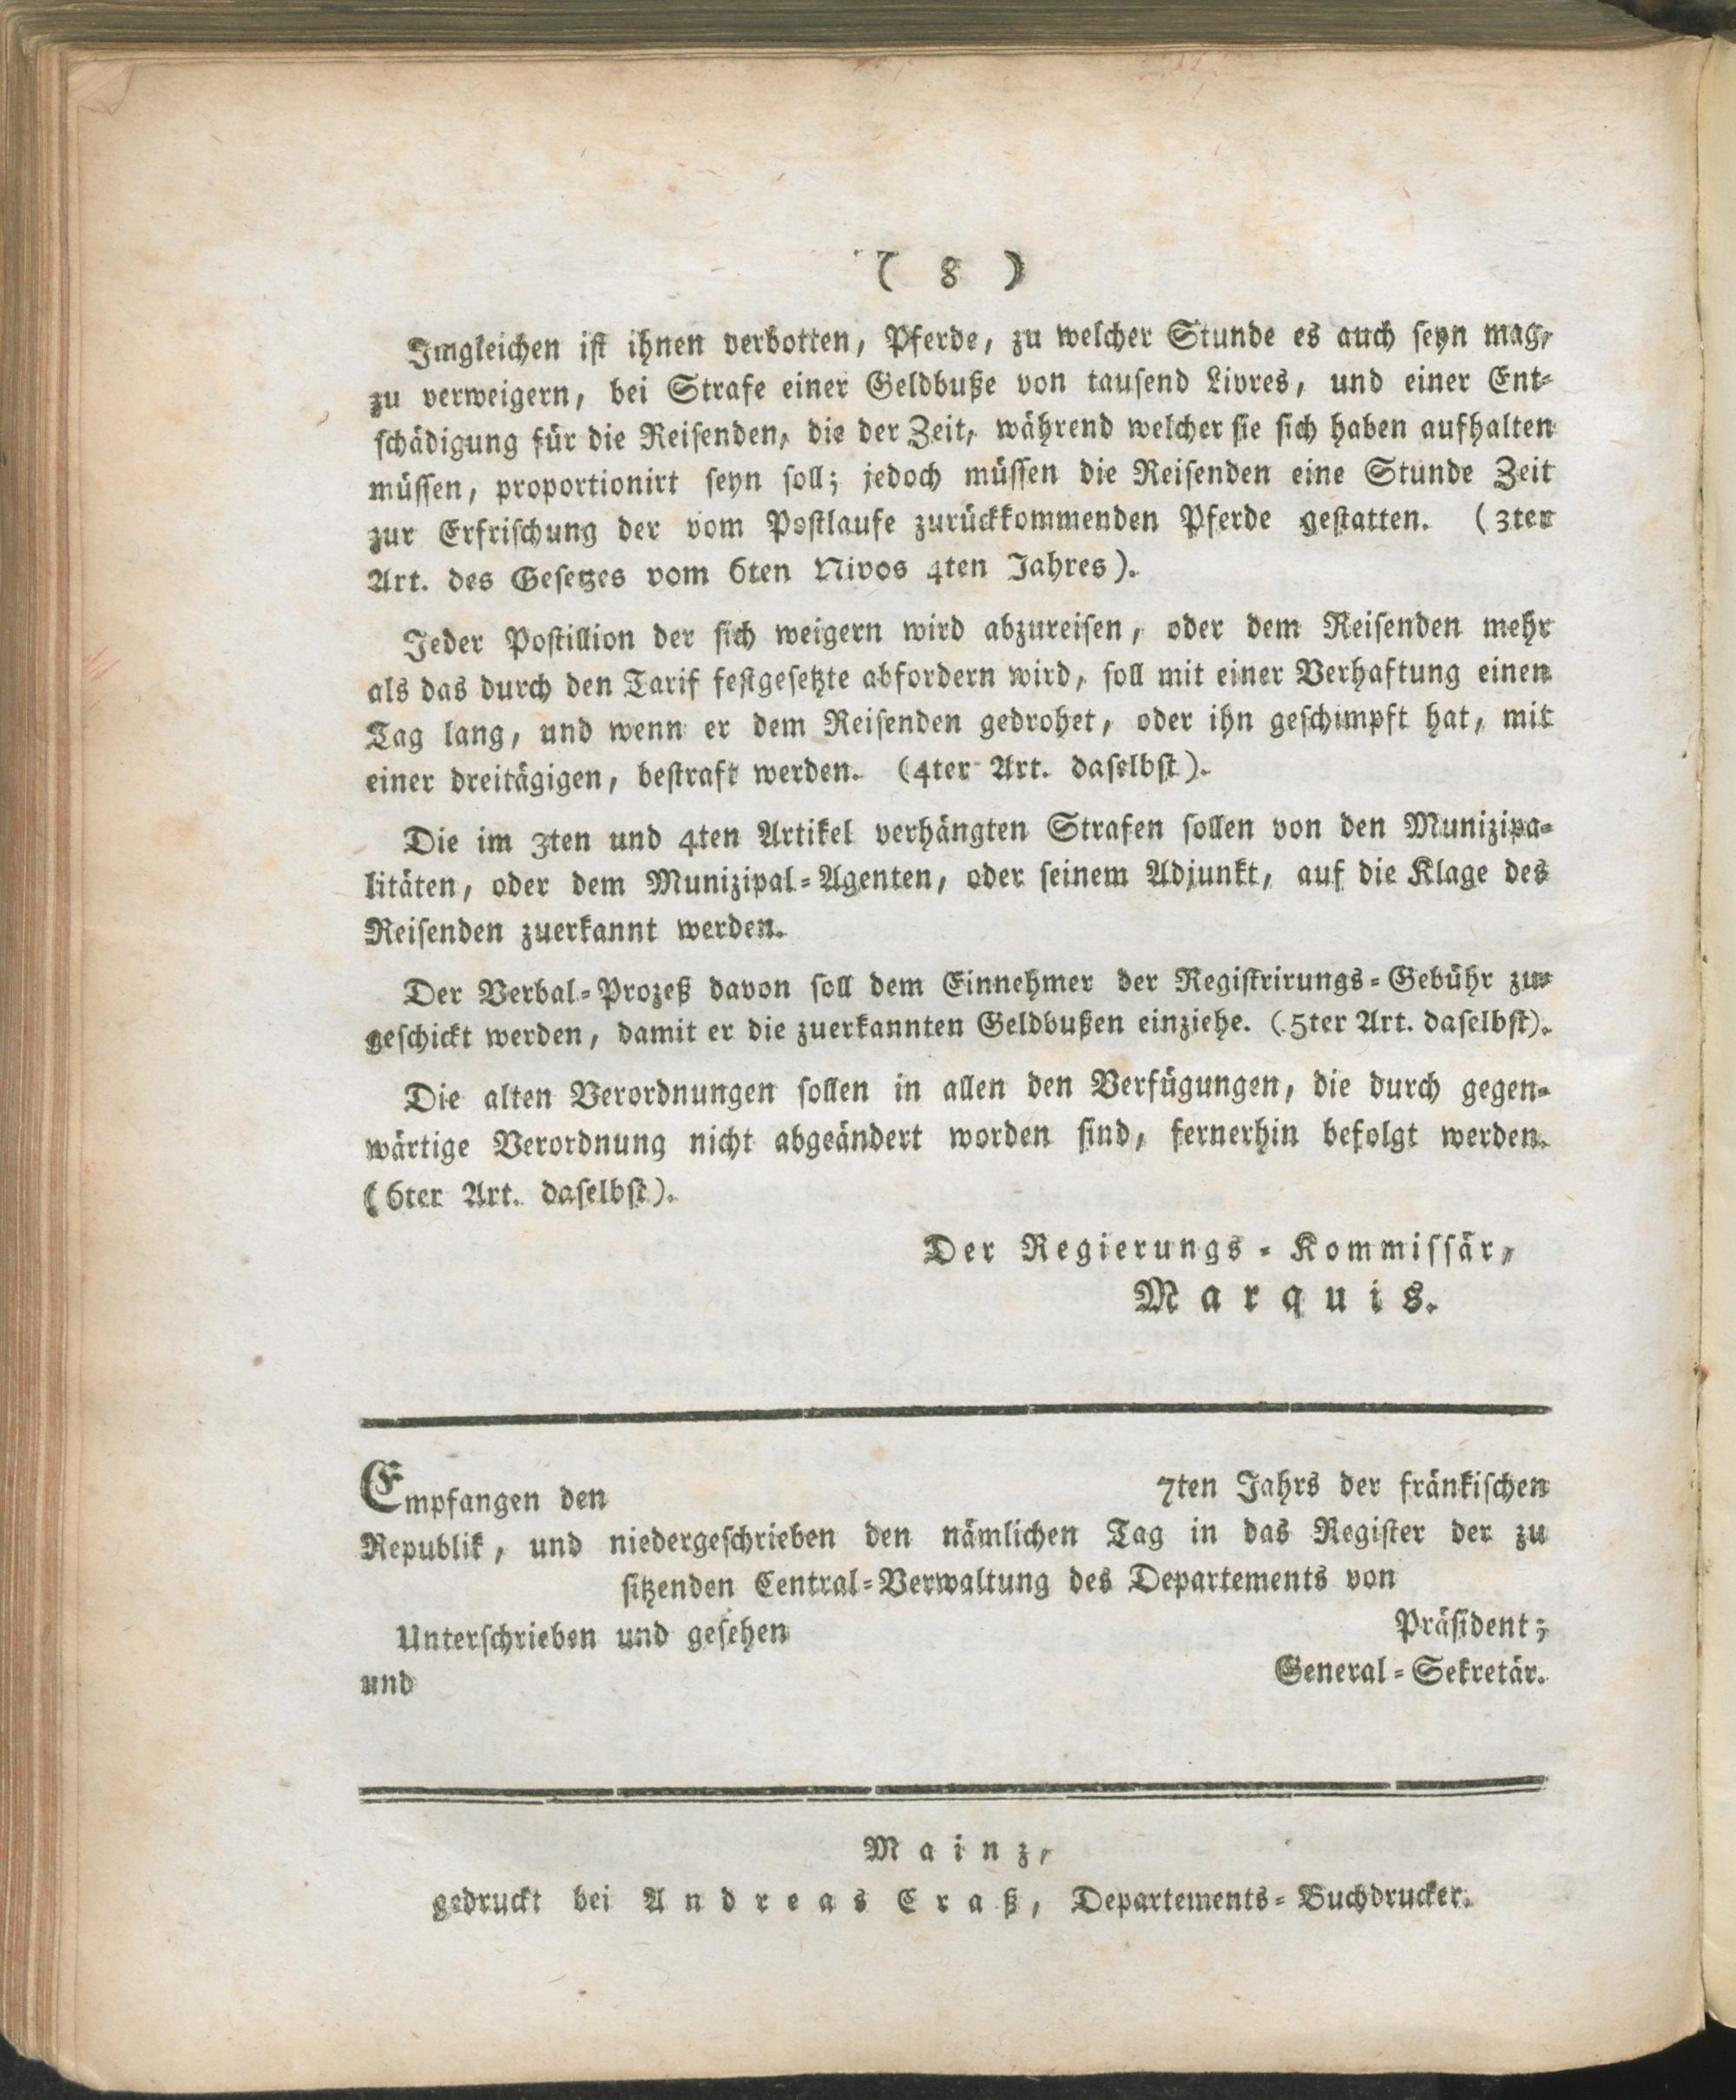 ( 8 )
Imgleichen ist ihnen verbotten, Pferde, zu welcher Stunde es auch seyn mag,
zu verweigern, bei Strafe einer Geldbuße von tausend Livres, und einer Ent-
schädigung für die Reisenden, die der Zeit, während welcher sie sich haben aufhalten
müssen, proportionirt seyn soll; jedoch müssen die Reisenden eine Stunde Zeit
zur Erfrischung der vom Postlaufe zurückkommenden Pferde gestatten. (3ter
Art. des Gesetzes vom 6ten Nivos 4ten Jahres).
Jeder Postillion der sich weigern wird abzureisen, oder dem Reisenden mehr
als das durch den Tarif festgesetzte abfordern wird, soll mit einer Verhaftung einen
Tag lang, und wenn er dem Reisenden gedrohet, oder ihn geschimpft hat, mit
einer dreitägigen, bestraft werden. (4ter Art. daselbst).
Die im 3ten und 4ten Artikel verhängten Strafen sollen von den Munizipa-
litäten, oder dem Munizipal-Agenten, oder seinem Adjunkt, auf die Klage des
Reisenden zuerkannt werden.
Der Verbal-Prozeß davon soll dem Einnehmer der Registrirungs-Gebühr zu-
geschickt werden, damit er die zuerkannten Geldbußen einziehe. (5ter Art. daselbst).
Die alten Verordnungen sollen in allen den Verfügungen, die durch gegen-
wärtige Verordnung nicht abgeändert worden sind, fernerhin befolgt werden.
(6ter Art. daselbst).
Der Regierungs-Kommissär,
Marquis.
Empfangen den 7ten Jahrs der fränkischen
Republik, und niedergeschrieben den nämlichen Tag in das Register der zu
sitzenden Central-Verwaltung des Departements von
Unterschrieben und gesehen Präsident;
und General-Sekretär.
Mainz,
gedruckt bei Andreas Craß, Departements-Buchdrucker.